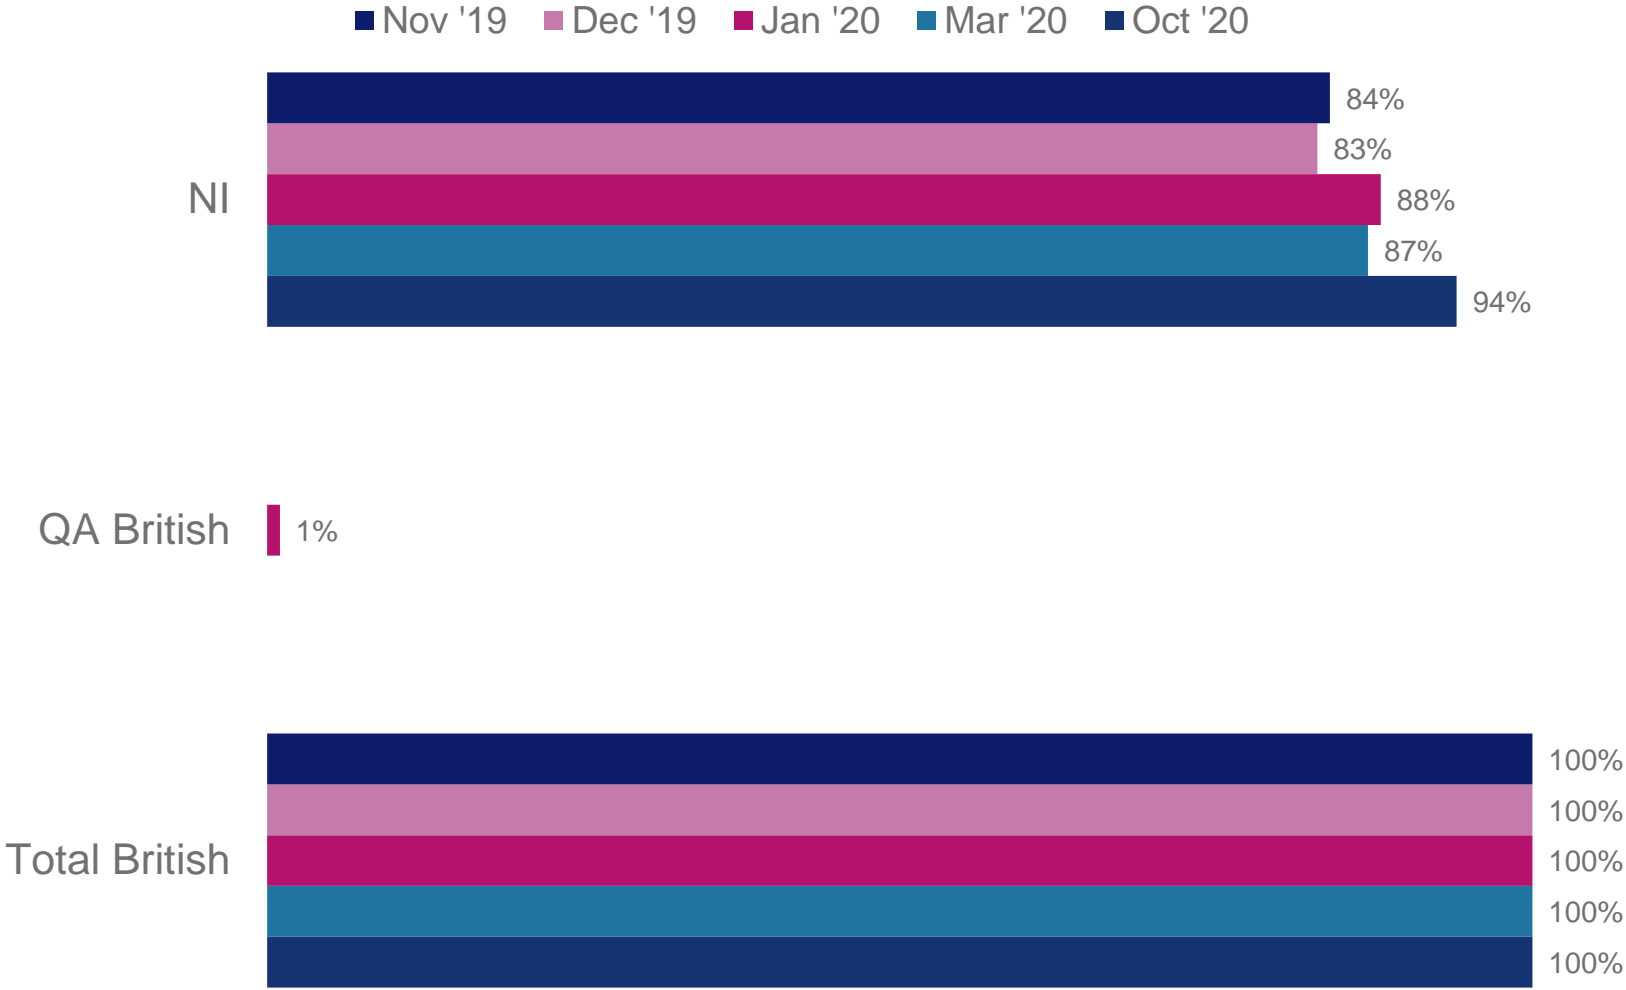 Nov '19 Dec '19 Jan '20 Mar '20 Oct '20
84%
83%
NI 88%
87%
94%
QA British 1%
100%
100%
Total British 100%
100%
100%